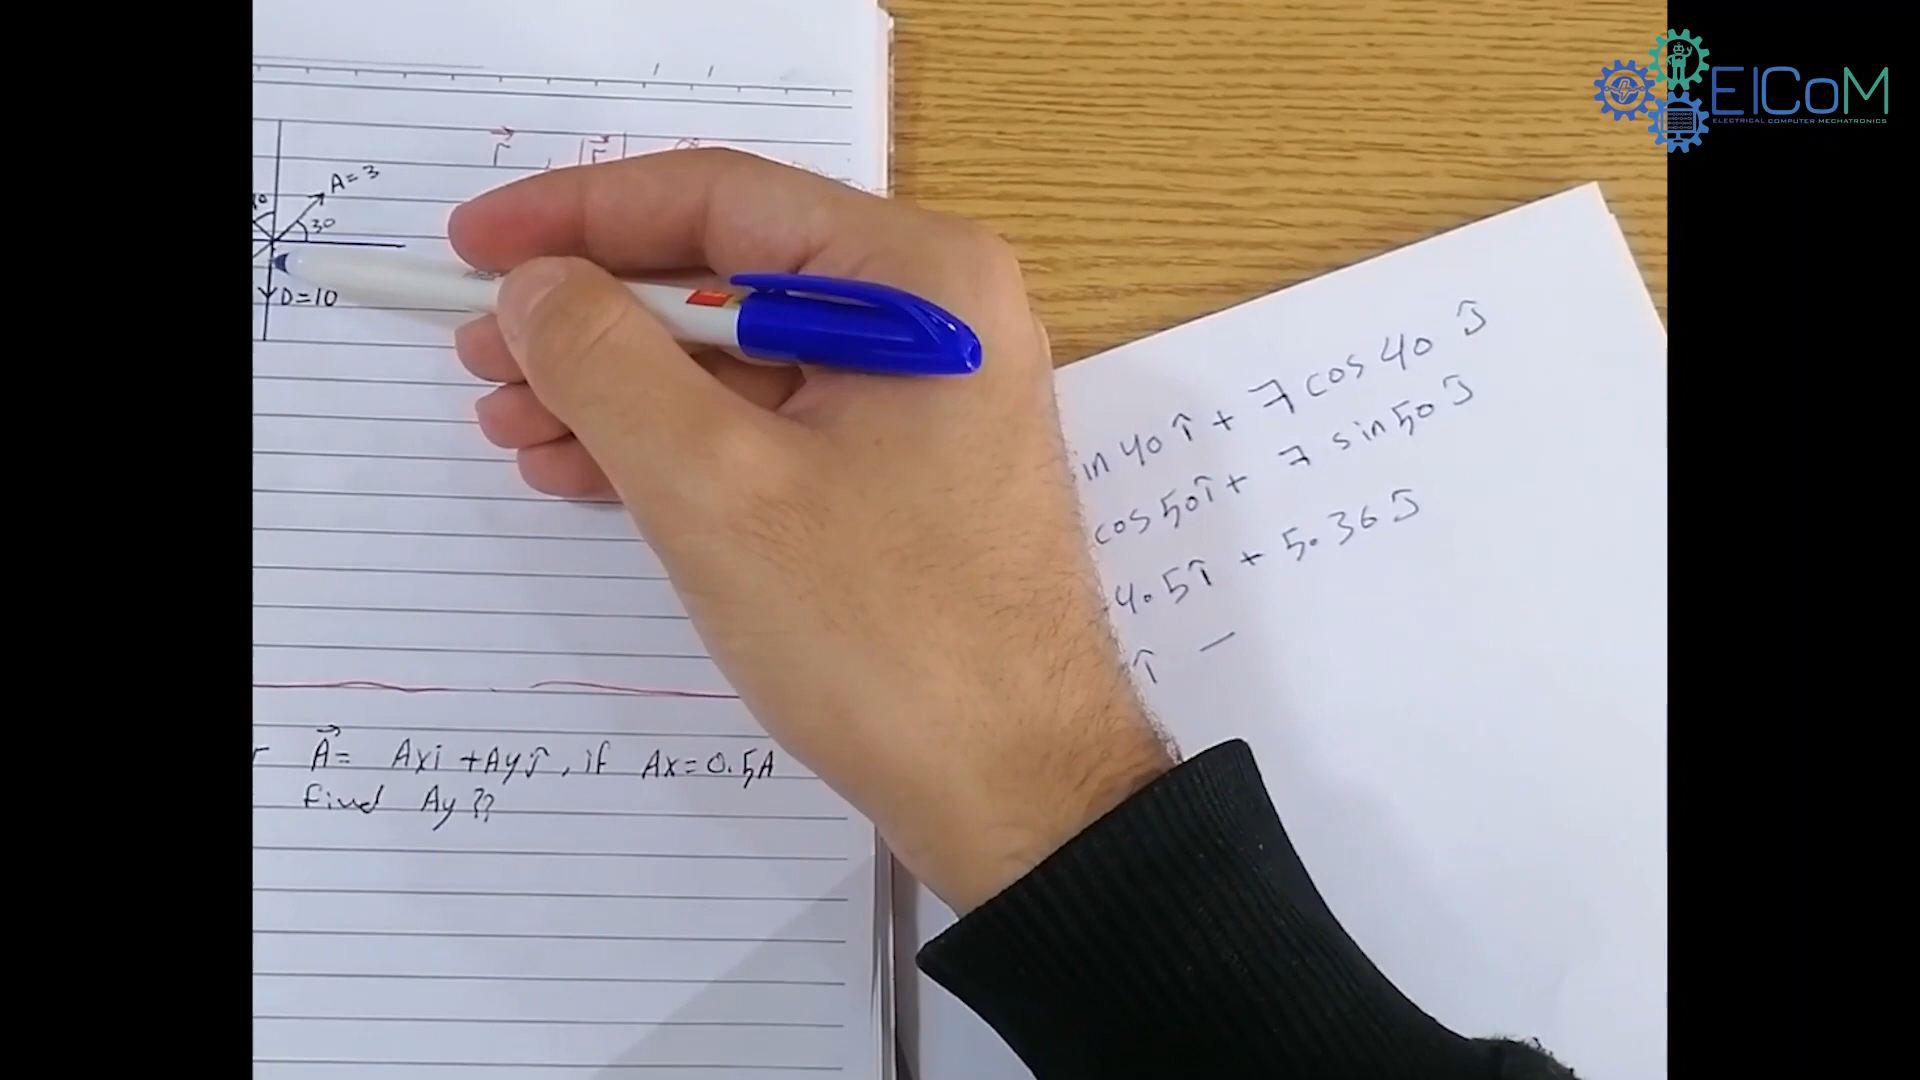 r⃗ , |r⃗|
A=3
30
D=10
in 40 î + 7 cos 40 ĵ
cos 50 î + 7 sin 50 ĵ
4.5 î + 5.36 ĵ
î —
A⃗ = Axi + Ayĵ, if Ax = 0.5A
find Ay??
EICoM
ELECTRICAL COMPUTER MECHATRONICS